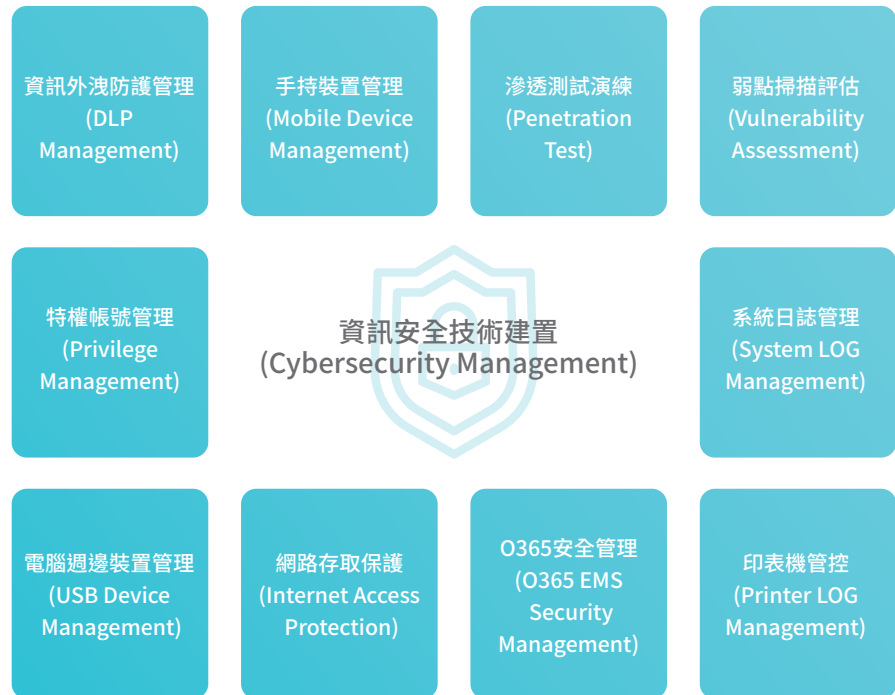 資訊外洩防護管理
(DLP
Management)
手持裝置管理
(Mobile Device
Management)
滲透測試演練
(Penetration
Test)
弱點掃描評估
(Vulnerability
Assessment)
特權帳號管理
(Privilege
Management)
資訊安全技術建置
(Cybersecurity Management)
系統日誌管理
(System LOG
Management)
電腦週邊裝置管理
(USB Device
Management)
網路存取保護
(Internet Access
Protection)
O365安全管理
(O365 EMS
Security
Management)
印表機管控
(Printer LOG
Management)